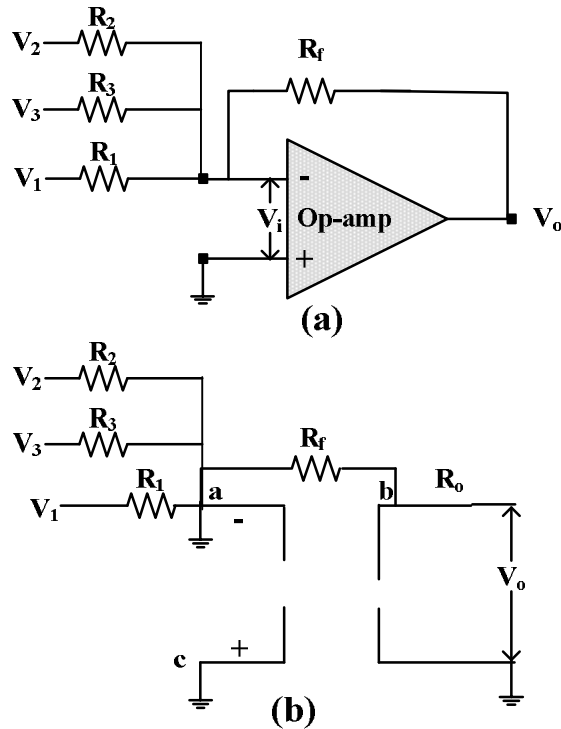 R2
V2
Rf
R3
V3
R1
V1
-
Vi
Op-amp
Vo
+
(a)
R2
V2
R3
V3
Rf
R1
a
b
Ro
V1
-
Vo
c
+
(b)